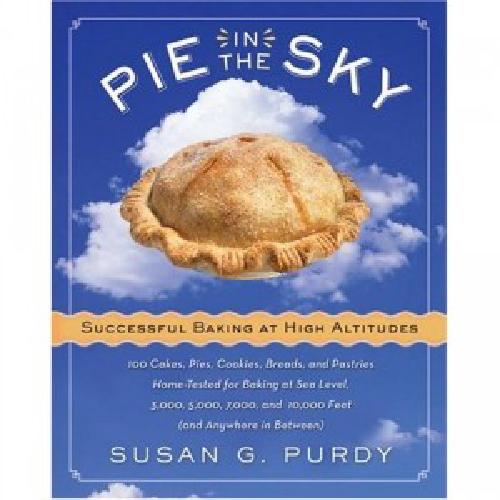 PIE IN THE SKY
SUCCESSFUL BAKING AT HIGH ALTITUDES
100 Cakes, Pies, Cookies, Breads, and Pastries
Home-Tested for Baking at Sea Level,
3,000, 5,000, 7,000, and 10,000 Feet
(and Anywhere in Between)
SUSAN G. PURDY